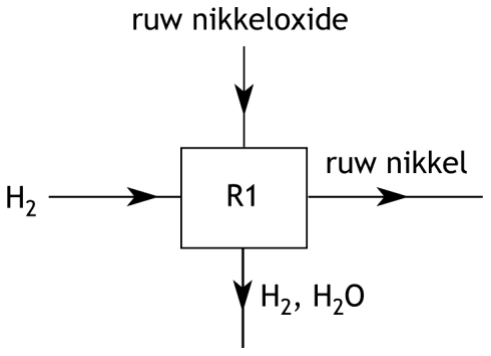 ruw nikkeloxide
ruw nikkel
H₂
R1
H₂, H₂O